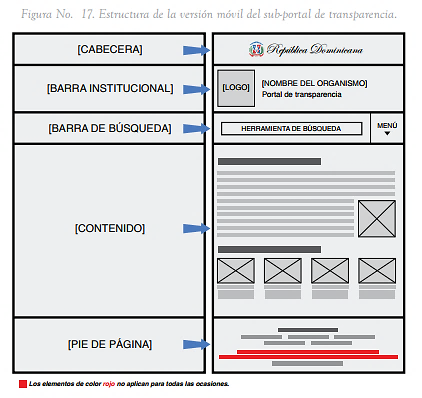 Figura No. 17. Estructura de la versión móvil del sub-portal de transparencia.
[CABECERA]
República Dominicana
[BARRA INSTITUCIONAL]
[LOGO]
[NOMBRE DEL ORGANISMO]
Portal de transparencia
[BARRA DE BÚSQUEDA]
HERRAMIENTA DE BÚSQUEDA
MENÚ
[CONTENIDO]
[PIE DE PÁGINA]
Los elementos de color rojo no aplican para todas las ocasiones.